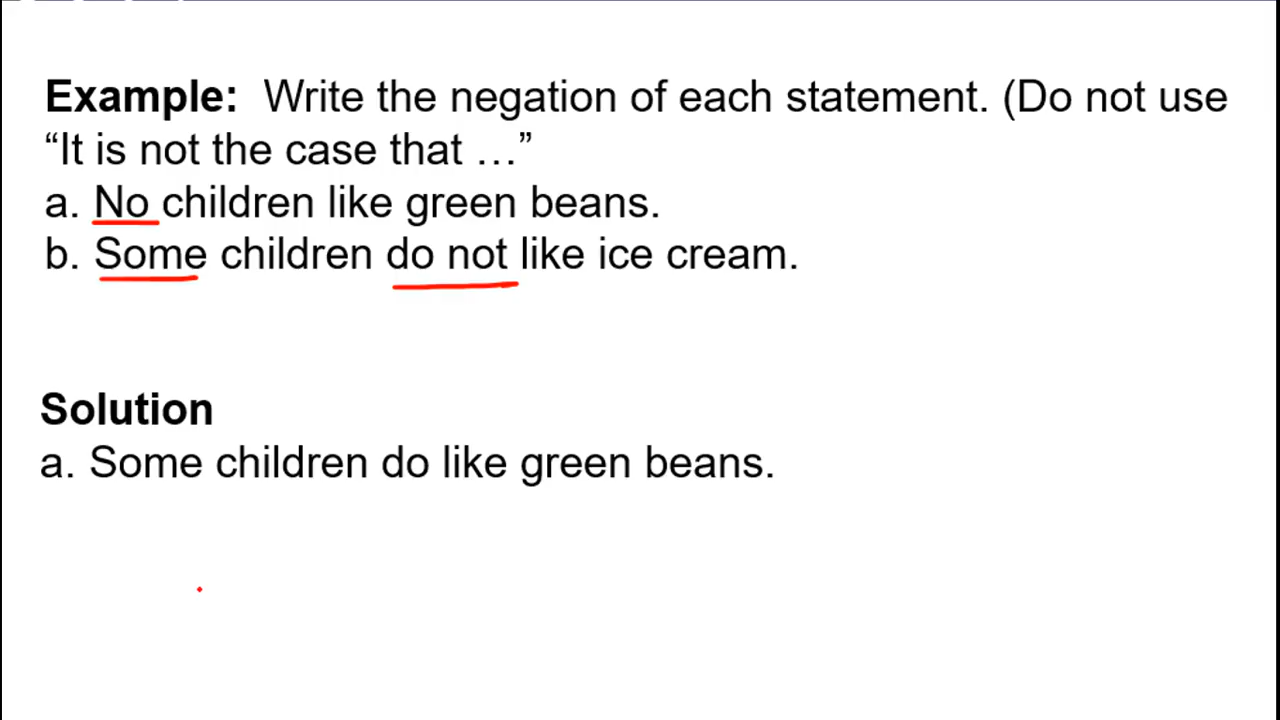 Example: Write the negation of each statement. (Do not use
“It is not the case that …”
a. No children like green beans.
b. Some children do not like ice cream.
Solution
a. Some children do like green beans.